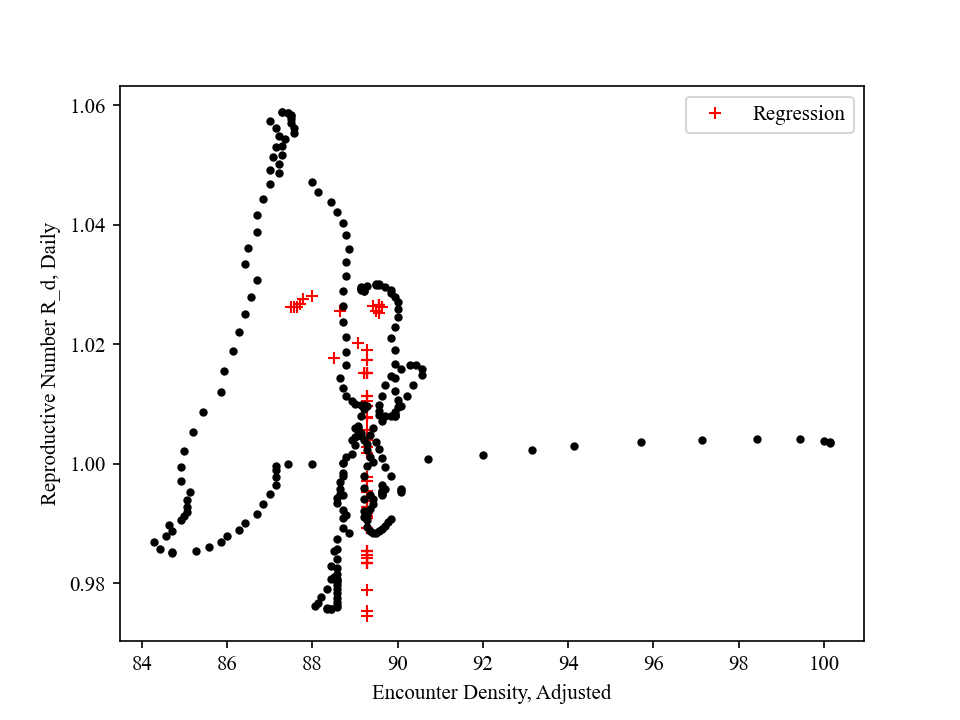 Regression
1.06
1.04
1.02
1.00
0.98
Reproductive Number R_d, Daily
84 86 88 90 92 94 96 98 100
Encounter Density, Adjusted